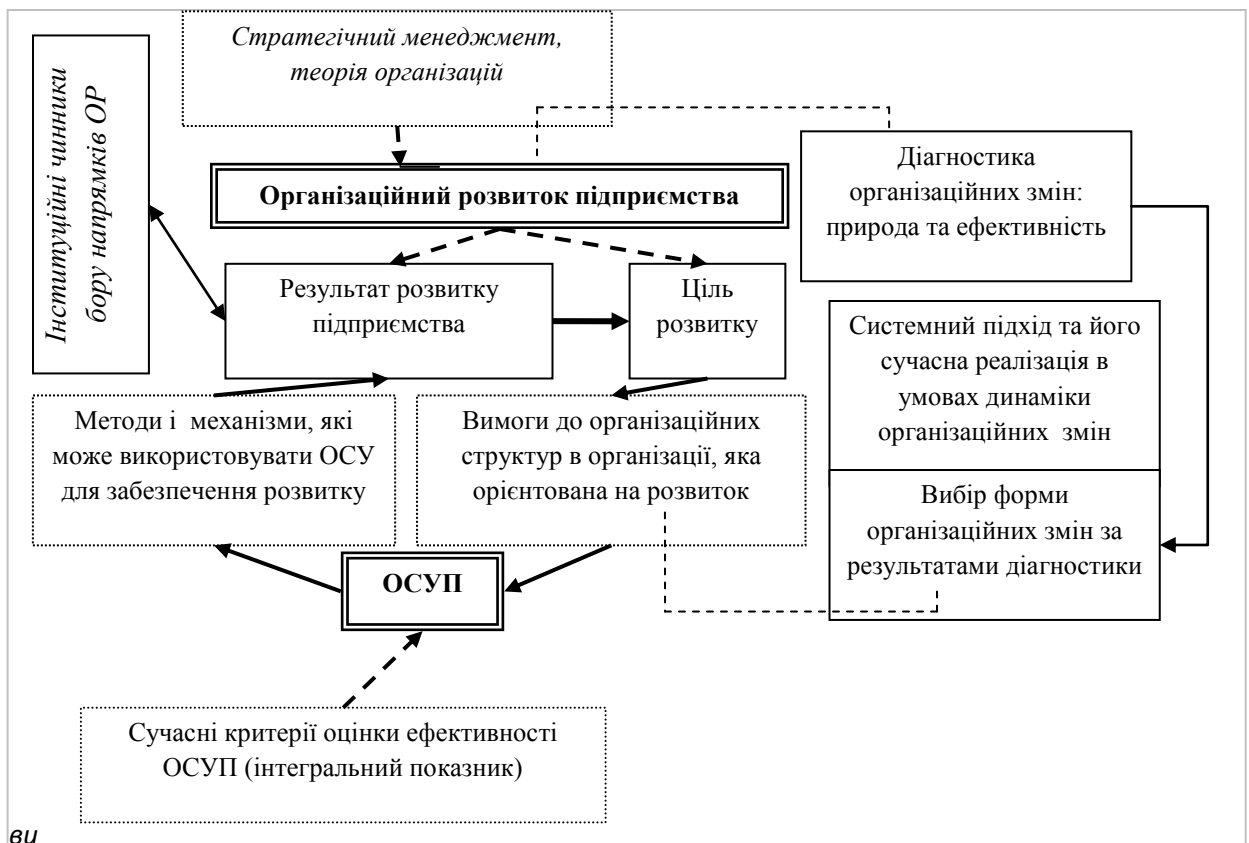 Стратегічний менеджмент,
теорія організацій
Інституційні чинники
бору напрямків ОР
Організаційний розвиток підприємства
Діагностика
організаційних змін:
природа та ефективність
Результат розвитку
підприємства
Ціль
розвитку
Системний підхід та його
сучасна реалізація в
умовах динаміки
організаційних змін
Методи і механізми, які
може використовувати ОСУ
для забезпечення розвитку
Вимоги до організаційних
структур в організації, яка
орієнтована на розвиток
Вибір форми
організаційних змін за
результатами діагностики
ОСУП
Сучасні критерії оцінки ефективності
ОСУП (інтегральний показник)
ви